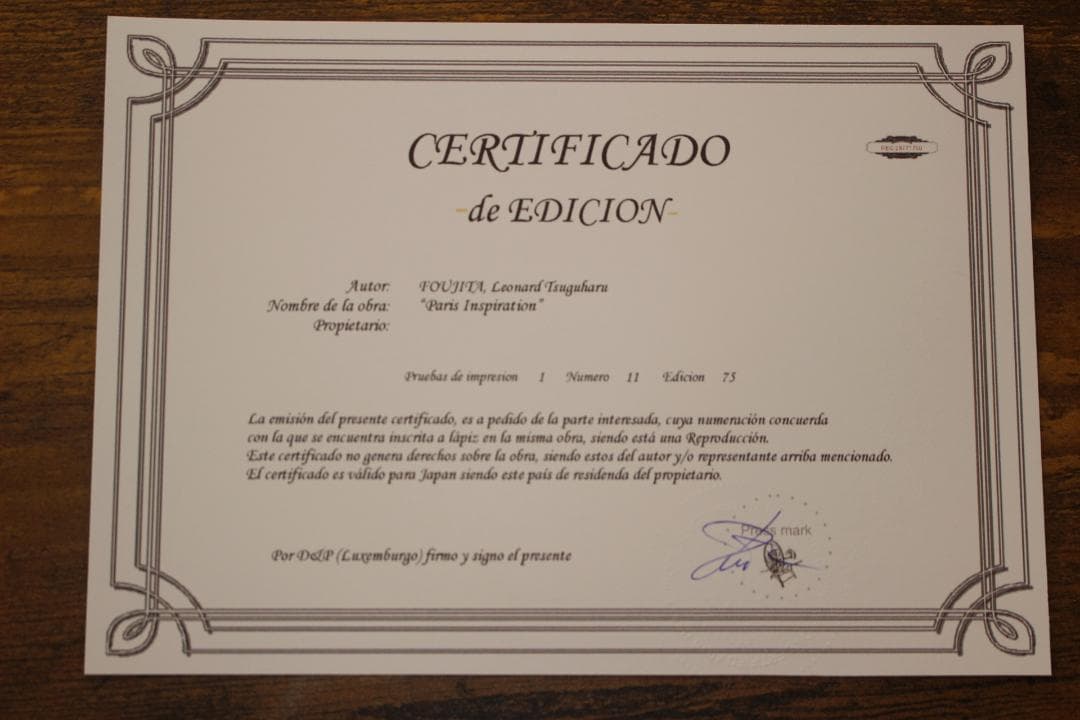 CERTIFICADO
-de EDICION-
Autor: FOUJITA, Leonard Tsuguharu
Nombre de la obra: "Paris Inspiration"
Propietario:
Pruebas de impresion 1 Numero 11 Edicion 75
La emisión del presente certificado, es a pedido de la parte interesada, cuya numeración concuerda
con la que se encuentra inscrita a lápiz en la misma obra, siendo está una Reproducción.
Este certificado no genera derechos sobre la obra, siendo estos del autor y/o representante arriba mencionado.
El certificado es válido para Japan siendo este país de residenda del propietario.
Press mark
Por D&P (Luxemburgo) firmo y signo el presente